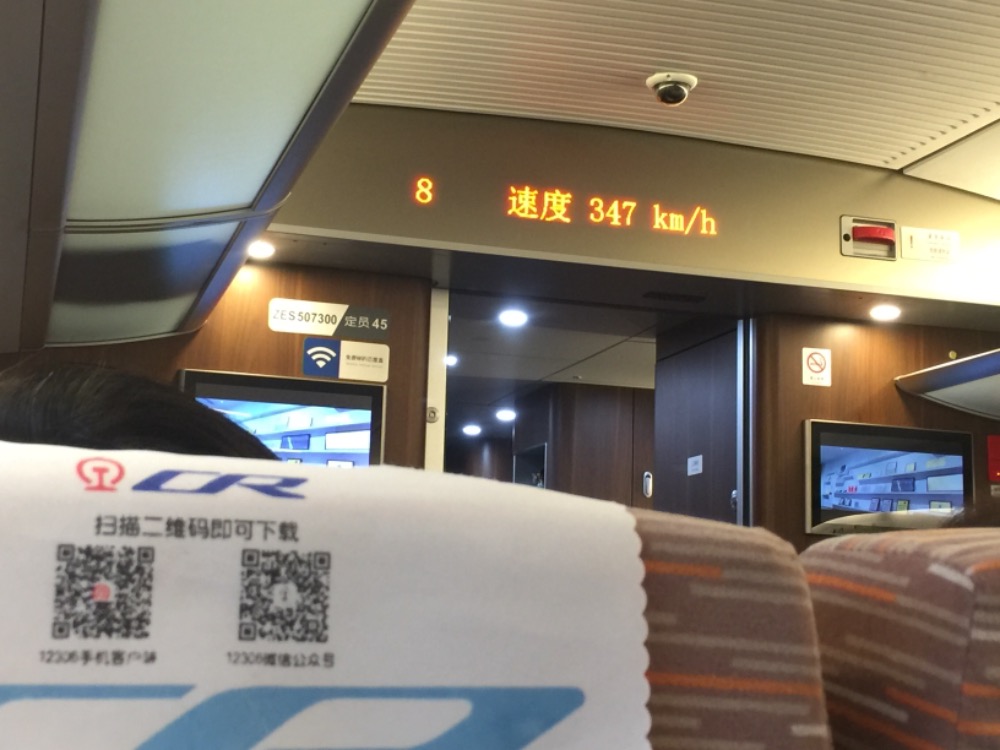 8 速度 347 km/h
ZES507300 定员45
CR
扫描二维码即可下载
12306手机客户端 12306微信公众号